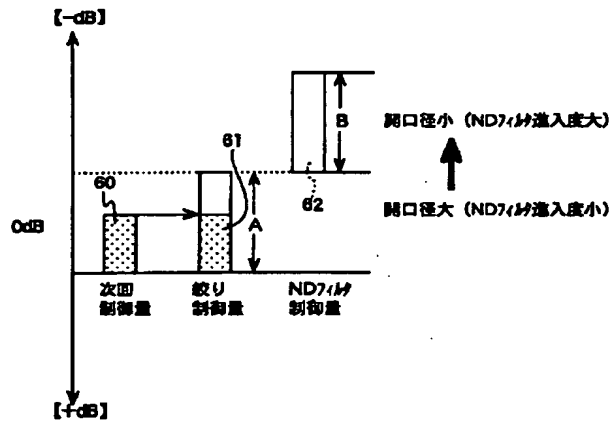 【-dB】
61
60
B
開口径小（NDフィルタ進入度大）
62
A
開口径大（NDフィルタ進入度小）
0dB
次回
制御量
絞り
制御量
NDフィルタ
制御量
【+dB】